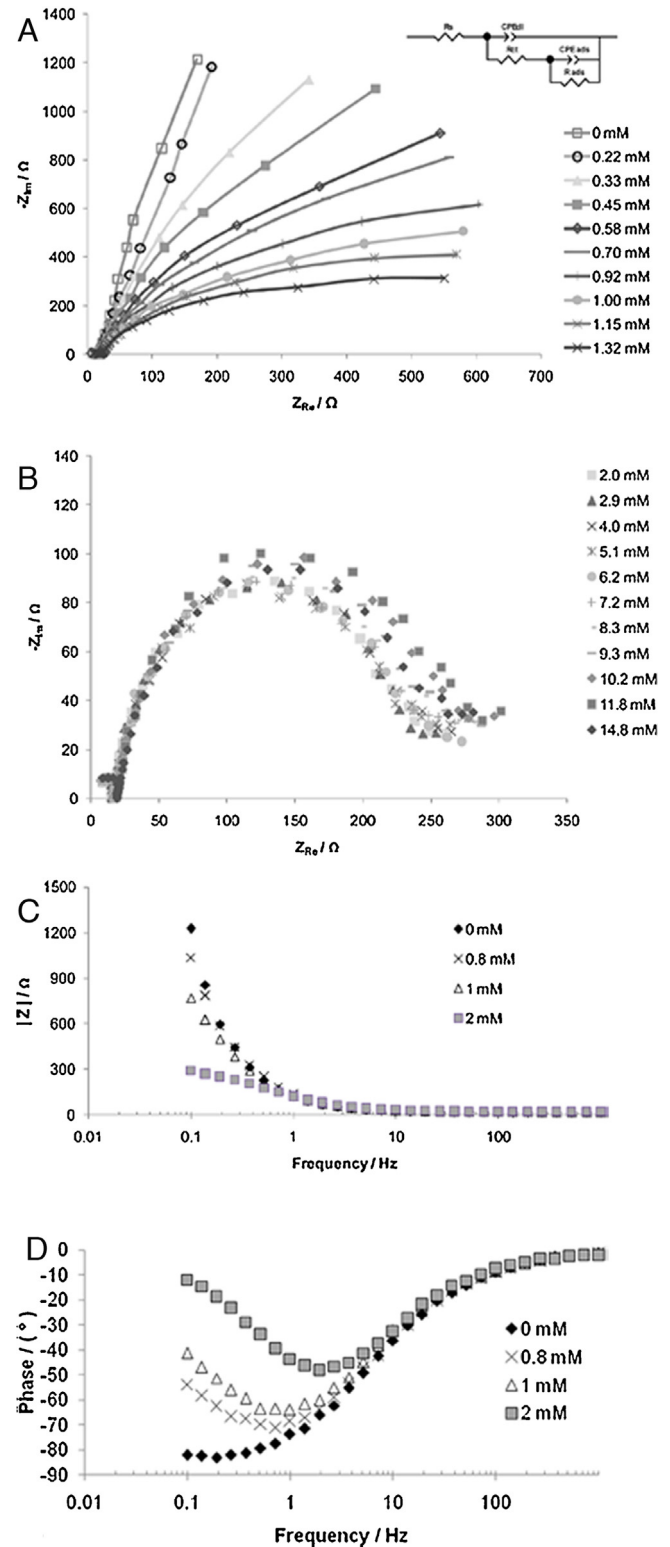 A
1400
1200
1000
800
600
400
200
0
-Z_Im / Ω
0 100 200 300 400 500 600 700
Z_Re / Ω
Rs CPEdl
Rct CPEads
Rads
0 mM
0.22 mM
0.33 mM
0.45 mM
0.58 mM
0.70 mM
0.92 mM
1.00 mM
1.15 mM
1.32 mM
B
140
120
100
80
60
40
20
0
-Z_Im / Ω
0 50 100 150 200 250 300 350
Z_Re / Ω
2.0 mM
2.9 mM
4.0 mM
5.1 mM
6.2 mM
7.2 mM
8.3 mM
9.3 mM
10.2 mM
11.8 mM
14.8 mM
C
1500
1200
900
600
300
0
|Z| / Ω
0.01 0.1 1 10 100
Frequency / Hz
0 mM
0.8 mM
1 mM
2 mM
D
0
-10
-20
-30
-40
-50
-60
-70
-80
-90
Phase / (°)
0.01 0.1 1 10 100
Frequency / Hz
0 mM
0.8 mM
1 mM
2 mM